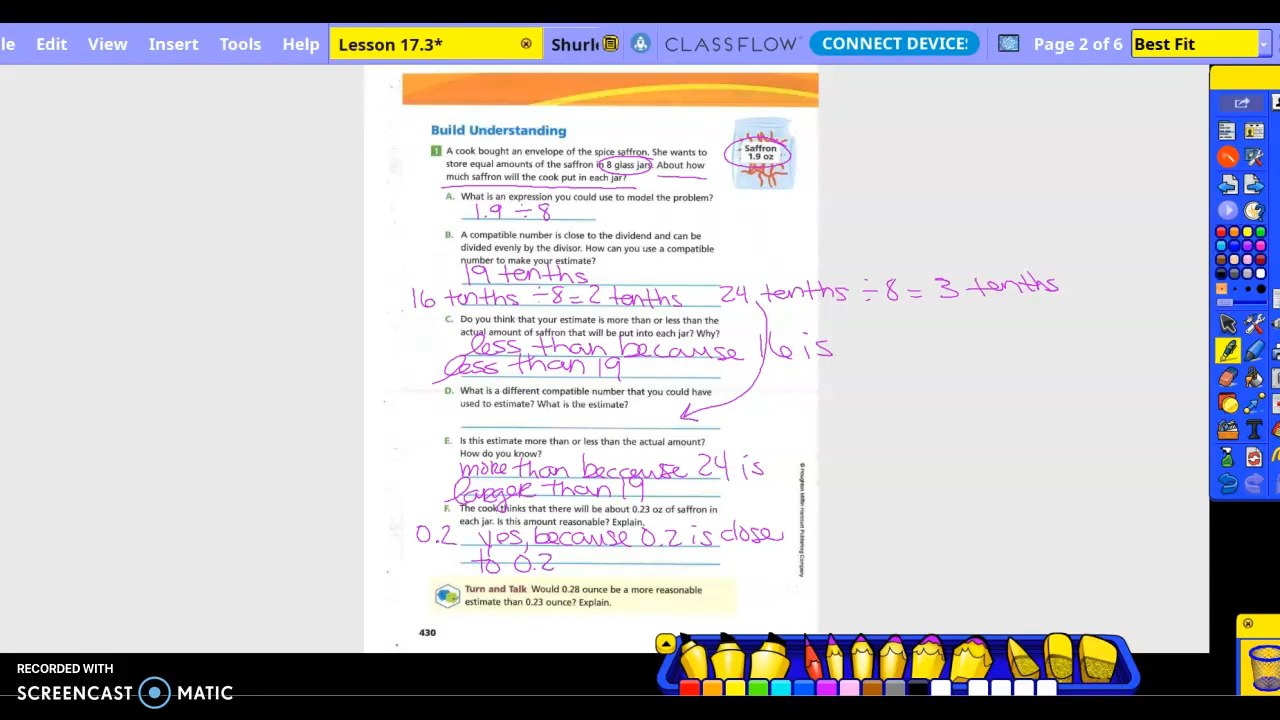 le Edit View Insert Tools Help Lesson 17.3* Shurl CLASSFLOW CONNECT DEVICES Page 2 of 6 Best Fit
Build Understanding
1 A cook bought an envelope of the spice saffron. She wants to
store equal amounts of the saffron in 8 glass jars. About how
much saffron will the cook put in each jar?
Saffron
1.9 oz
A. What is an expression you could use to model the problem?
1.9 ÷ 8
B. A compatible number is close to the dividend and can be
divided evenly by the divisor. How can you use a compatible
number to make your estimate?
19 tenths
16 tenths ÷ 8 = 2 tenths 24 tenths ÷ 8 = 3 tenths
C. Do you think that your estimate is more than or less than the
actual amount of saffron that will be put into each jar? Why?
less than because 16 is
less than 19
D. What is a different compatible number that you could have
used to estimate? What is the estimate?
E. Is this estimate more than or less than the actual amount?
How do you know?
more than beccause 24 is
larger than 19
F. The cook thinks that there will be about 0.23 oz of saffron in
each jar. Is this amount reasonable? Explain.
0.2 yes, because 0.2 is close
to 0.2
Turn and Talk Would 0.28 ounce be a more reasonable
estimate than 0.23 ounce? Explain.
430
© Houghton Mifflin Harcourt Publishing Company
RECORDED WITH
SCREENCAST MATIC